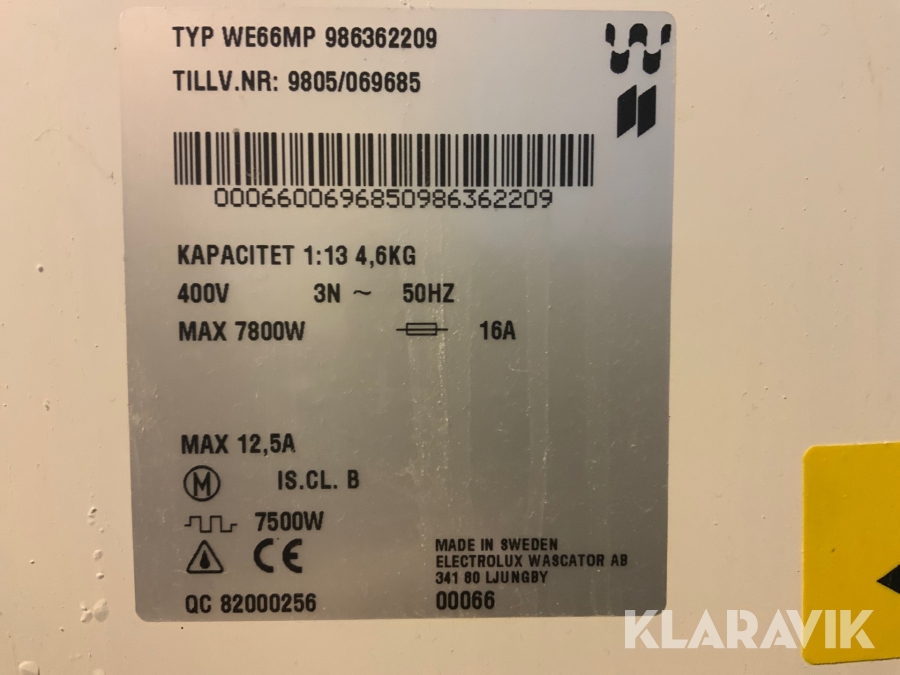 TYP WE66MP 986362209
TILLV.NR: 9805/069685
00066006968509​86362209
KAPACITET 1:13 4,6KG
400V 3N ~ 50HZ
MAX 7800W 16A
MAX 12,5A
M IS.CL. B
7500W
CE
MADE IN SWEDEN
ELECTROLUX WASCATOR AB
341 80 LJUNGBY
QC 82000256 00066
KLARAVIK